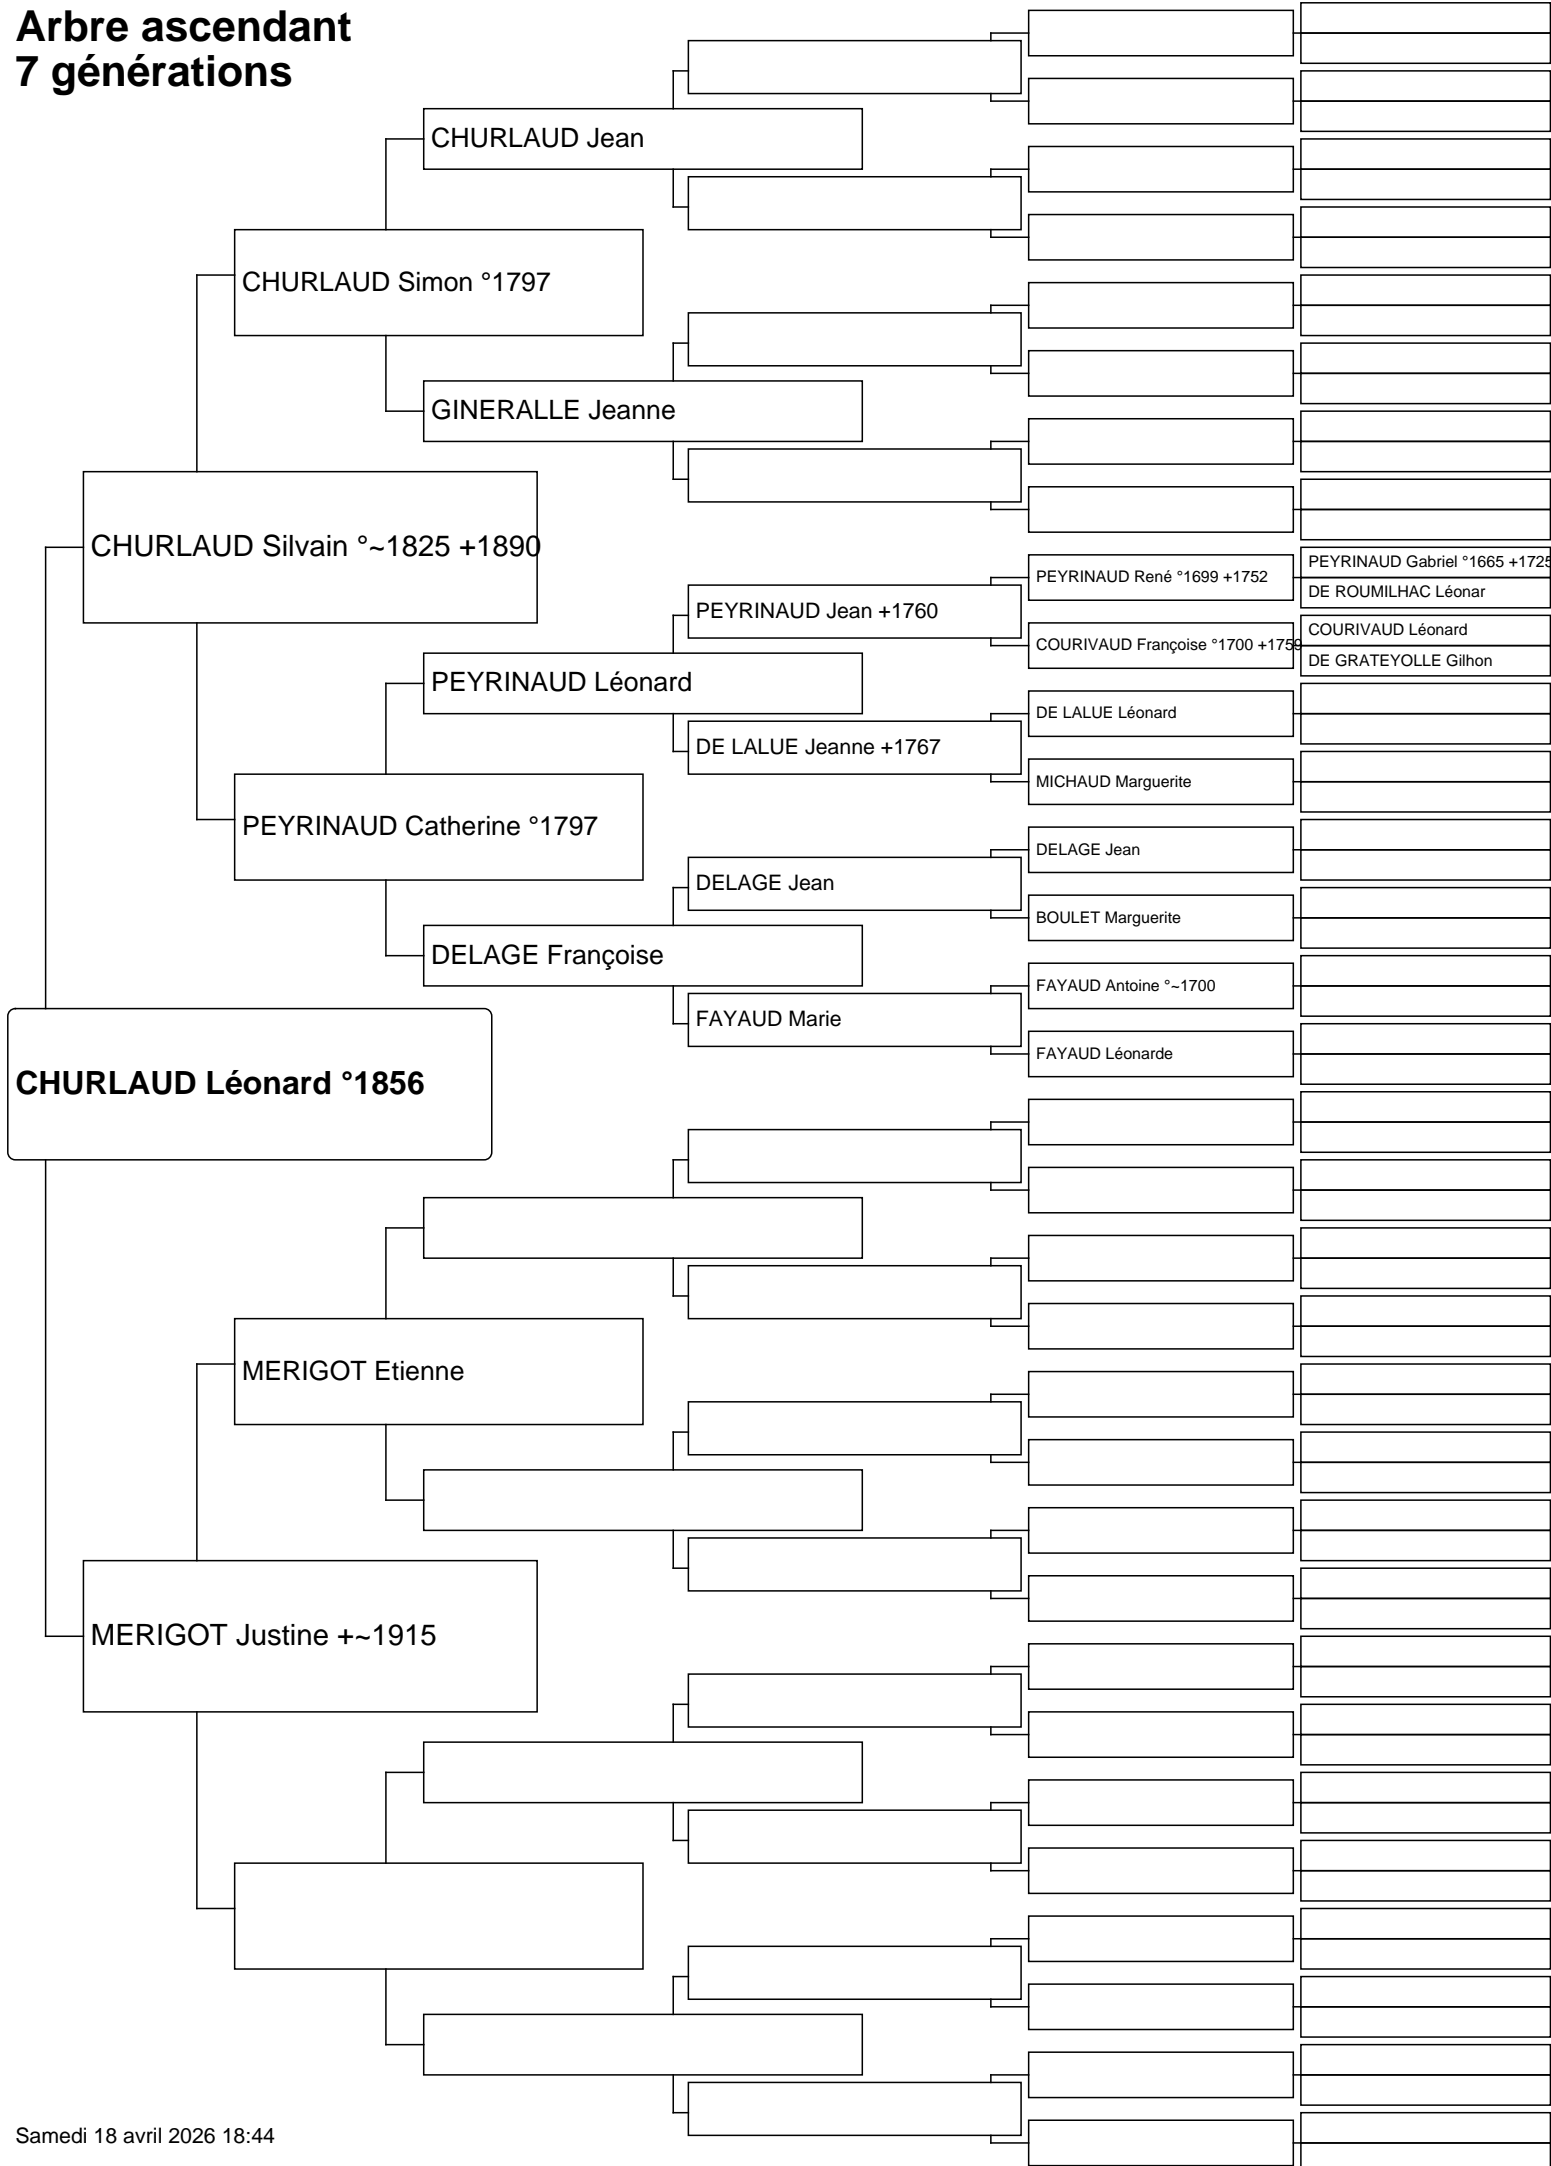 Arbre ascendant
7 générations
CHURLAUD Jean
CHURLAUD Simon °1797
GINERALLE Jeanne
CHURLAUD Silvain °~1825 +1890
PEYRINAUD Gabriel °1665 +1725
PEYRINAUD René °1699 +1752
DE ROUMILHAC Léonar
PEYRINAUD Jean +1760
COURIVAUD Léonard
COURIVAUD Françoise °1700 +1759
DE GRATEYOLLE Gilhon
PEYRINAUD Léonard
DE LALUE Léonard
DE LALUE Jeanne +1767
MICHAUD Marguerite
PEYRINAUD Catherine °1797
DELAGE Jean
DELAGE Jean
BOULET Marguerite
DELAGE Françoise
FAYAUD Antoine °~1700
FAYAUD Marie
FAYAUD Léonarde
CHURLAUD Léonard °1856
MERIGOT Etienne
MERIGOT Justine +~1915
Samedi 18 avril 2026 18:44